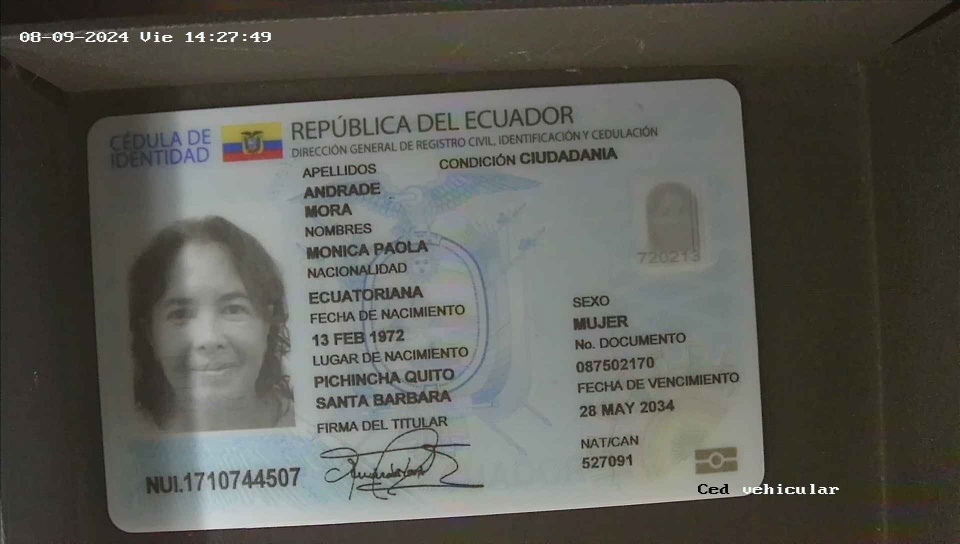 08-09-2024 Vie 14:27:49
CÉDULA DE
IDENTIDAD
REPÚBLICA DEL ECUADOR
DIRECCIÓN GENERAL DE REGISTRO CIVIL, IDENTIFICACIÓN Y CEDULACIÓN
APELLIDOS
CONDICIÓN CIUDADANIA
ANDRADE
MORA
NOMBRES
MONICA PAOLA
NACIONALIDAD
ECUATORIANA
FECHA DE NACIMIENTO
13 FEB 1972
LUGAR DE NACIMIENTO
PICHINCHA QUITO
SANTA BARBARA
FIRMA DEL TITULAR
720213
SEXO
MUJER
No. DOCUMENTO
087502170
FECHA DE VENCIMIENTO
28 MAY 2034
NAT/CAN
527091
NUI.1710744507
Ced vehicular